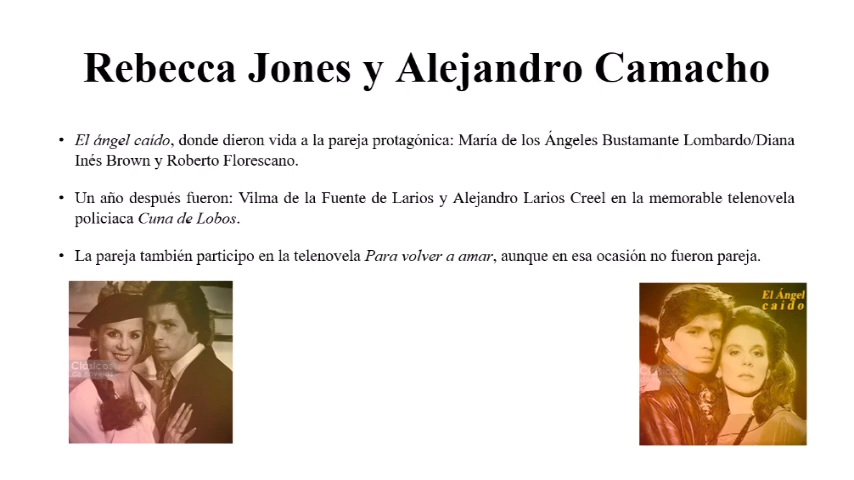 Rebecca Jones y Alejandro Camacho
• El ángel caído, donde dieron vida a la pareja protagónica: María de los Ángeles Bustamante Lombardo/Diana
Inés Brown y Roberto Florescano.
• Un año después fueron: Vilma de la Fuente de Larios y Alejandro Larios Creel en la memorable telenovela
policiaca Cuna de Lobos.
• La pareja también participo en la telenovela Para volver a amar, aunque en esa ocasión no fueron pareja.
El Ángel
caído
Clásicos